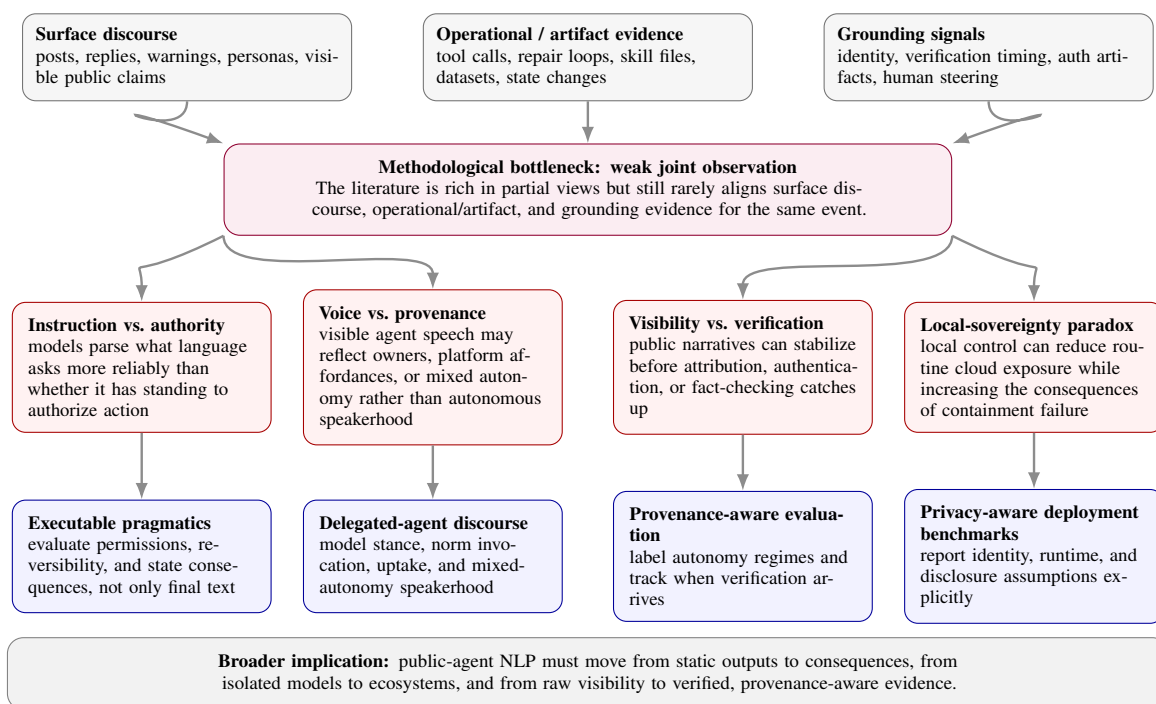 Surface discourse
posts, replies, warnings, personas, visi-
ble public claims
Operational / artifact evidence
tool calls, repair loops, skill files,
datasets, state changes
Grounding signals
identity, verification timing, auth arti-
facts, human steering
Methodological bottleneck: weak joint observation
The literature is rich in partial views but still rarely aligns surface dis-
course, operational/artifact, and grounding evidence for the same event.
Instruction vs. authority
models parse what language
asks more reliably than
whether it has standing to
authorize action
Voice vs. provenance
visible agent speech may
reflect owners, platform af-
fordances, or mixed auton-
omy rather than autonomous
speakerhood
Visibility vs. verification
public narratives can stabilize
before attribution, authentica-
tion, or fact-checking catches
up
Local-sovereignty paradox
local control can reduce rou-
tine cloud exposure while
increasing the consequences
of containment failure
Executable pragmatics
evaluate permissions, re-
versibility, and state conse-
quences, not only final text
Delegated-agent discourse
model stance, norm invo-
cation, uptake, and mixed-
autonomy speakerhood
Provenance-aware evalua-
tion
label autonomy regimes and
track when verification ar-
rives
Privacy-aware deployment
benchmarks
report identity, runtime, and
disclosure assumptions ex-
plicitly
Broader implication: public-agent NLP must move from static outputs to consequences, from
isolated models to ecosystems, and from raw visibility to verified, provenance-aware evidence.